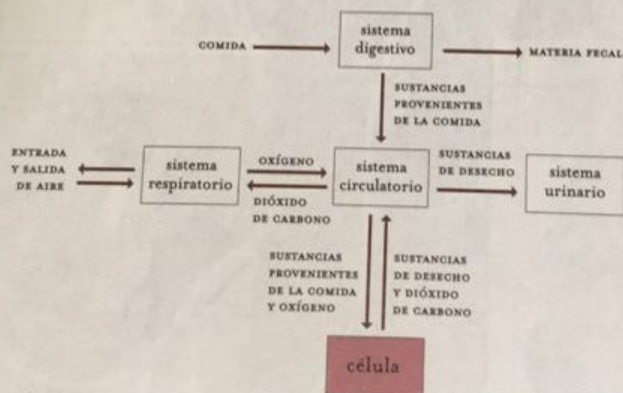 sistema
digestivo
COMIDA
MATERIA FECAL
SUSTANCIAS
PROVENIENTES
DE LA COMIDA
ENTRADA
Y SALIDA
DE AIRE
sistema
respiratorio
OXÍGENO
DIÓXIDO
DE CARBONO
sistema
circulatorio
SUSTANCIAS
DE DESECHO
sistema
urinario
SUSTANCIAS
PROVENIENTES
DE LA COMIDA
Y OXÍGENO
SUSTANCIAS
DE DESECHO
Y DIÓXIDO
DE CARBONO
célula